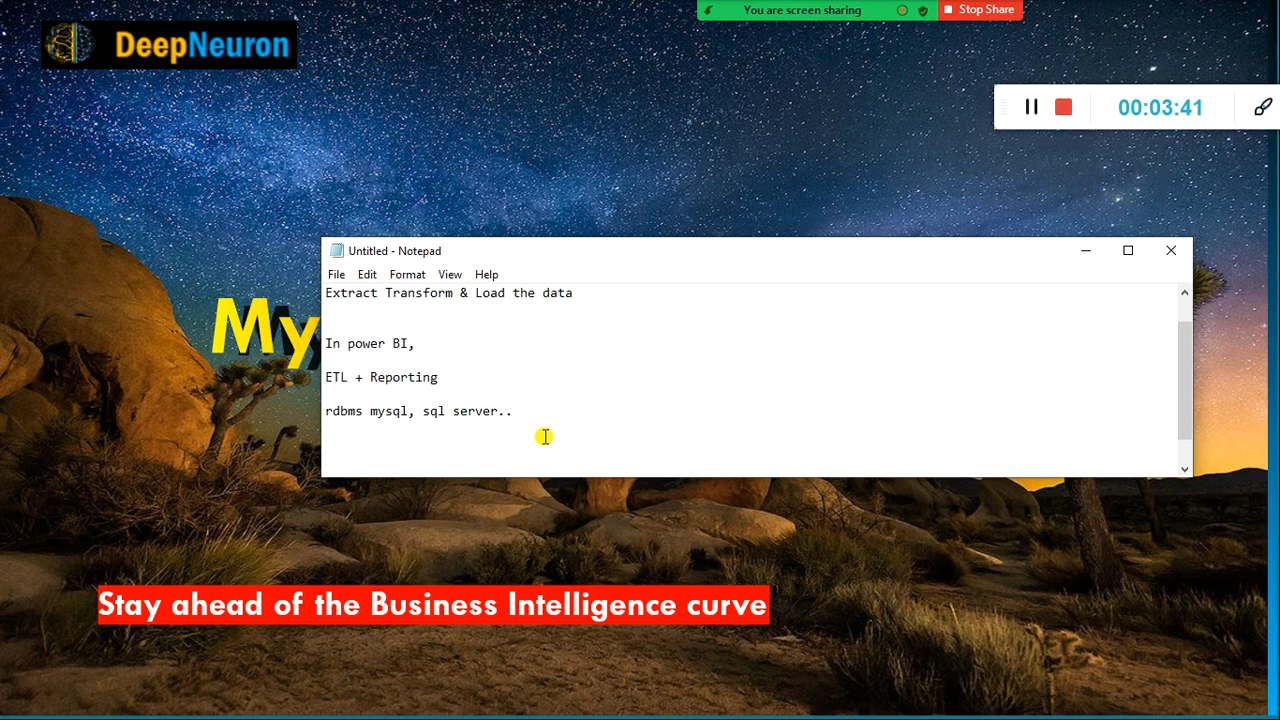 You are screen sharing
Stop Share
DeepNeuron
00:03:41
Untitled - Notepad
File Edit Format View Help
Extract Transform & Load the data
My
In power BI,
ETL + Reporting
rdbms mysql, sql server..
Stay ahead of the Business Intelligence curve